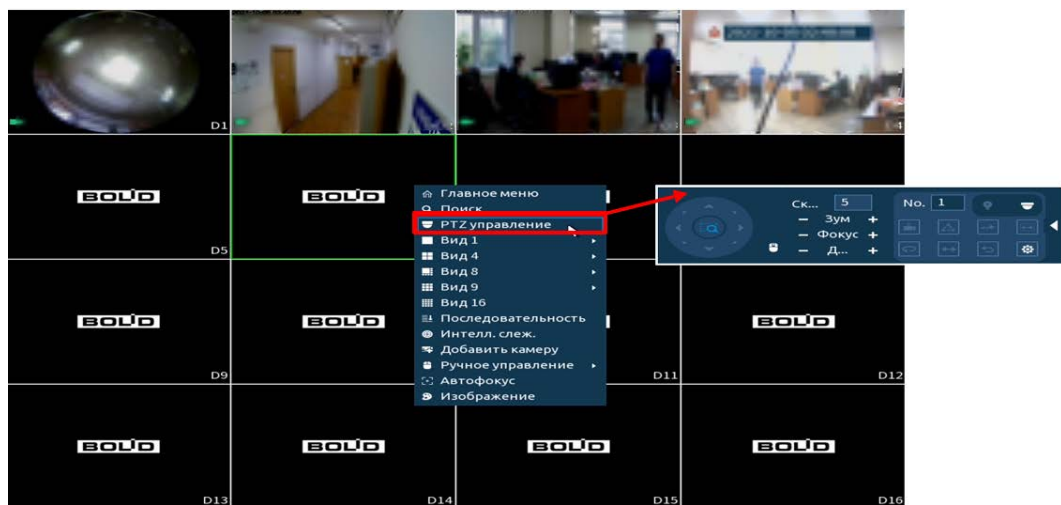 D1
BOLID
BOLID
D5
Главное меню
Поиск
PTZ управление
Вид 1
Вид 4
Вид 8
Вид 9
Вид 16
Последовательность
Интелл. слеж.
Добавить камеру
Ручное управление
Автофокус
Изображение
Ск... 5
No. 1
– Зум +
– Фокус +
– Д... +
BOLID
BOLID
BOLID
D9
D11
D12
BOLID
BOLID
BOLID
BOLID
D13
D14
D15
D16